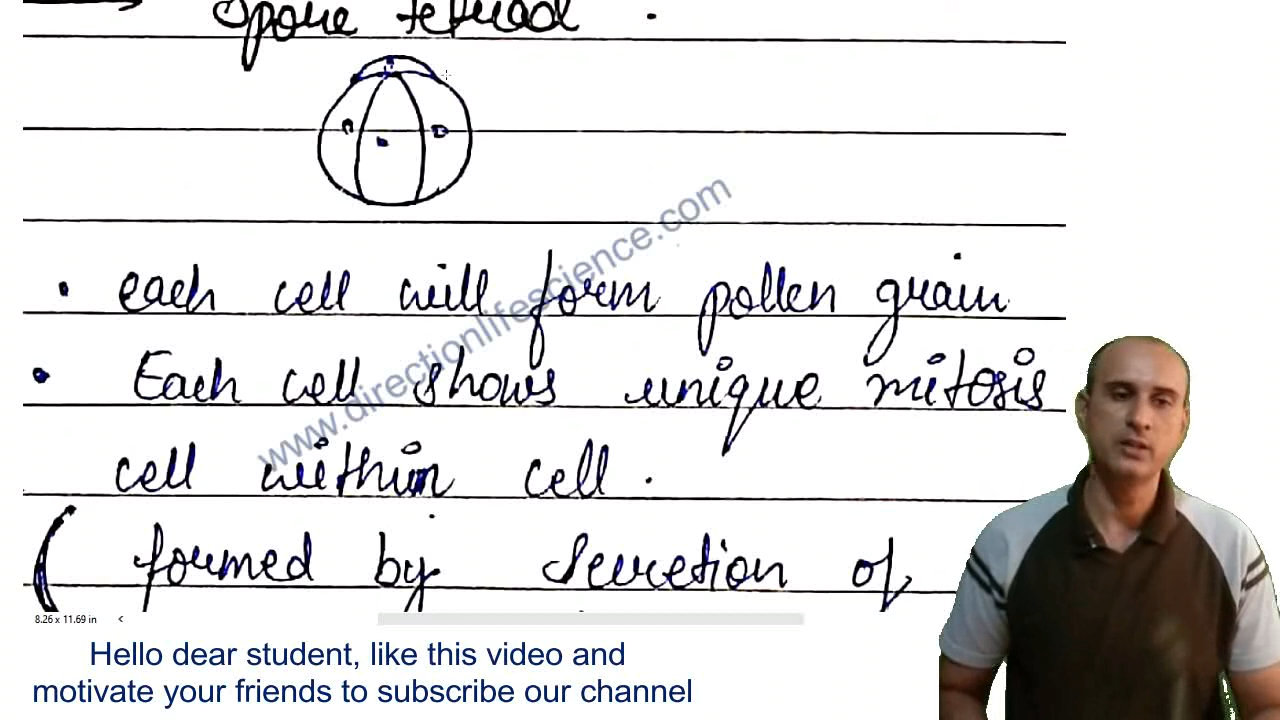 Spore tetrad .
www.directionlifescience.com
• each cell will form pollen grain
• Each cell shows unique mitosis
cell within cell .
( formed by secretion of
8.26 x 11.69 in <
Hello dear student, like this video and
motivate your friends to subscribe our channel